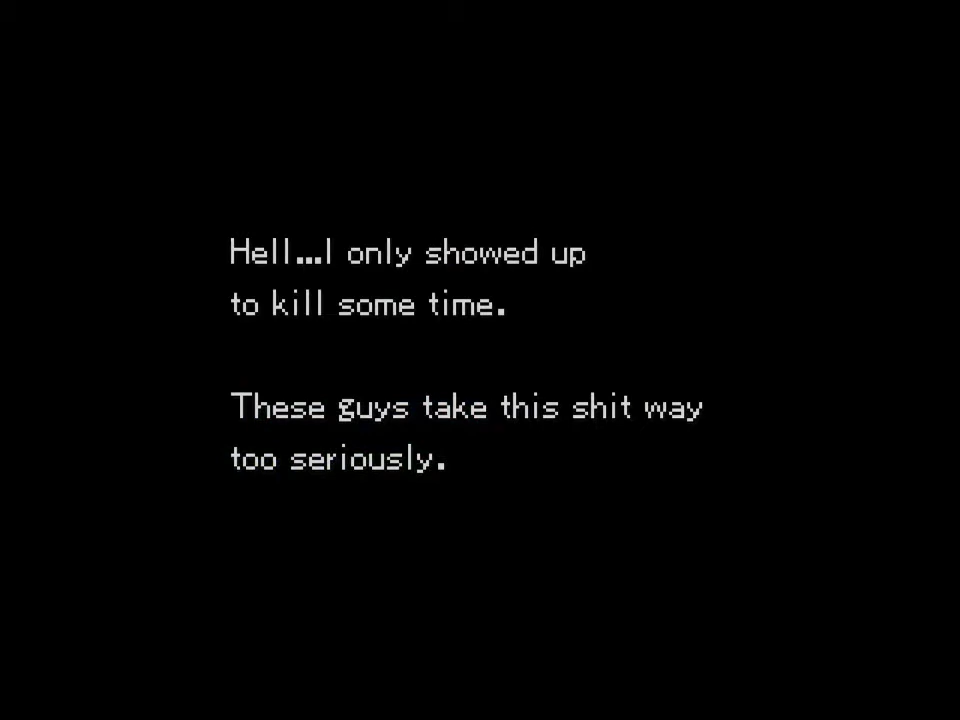 Hell...I only showed up
to kill some time.
These guys take this shit way
too seriously.